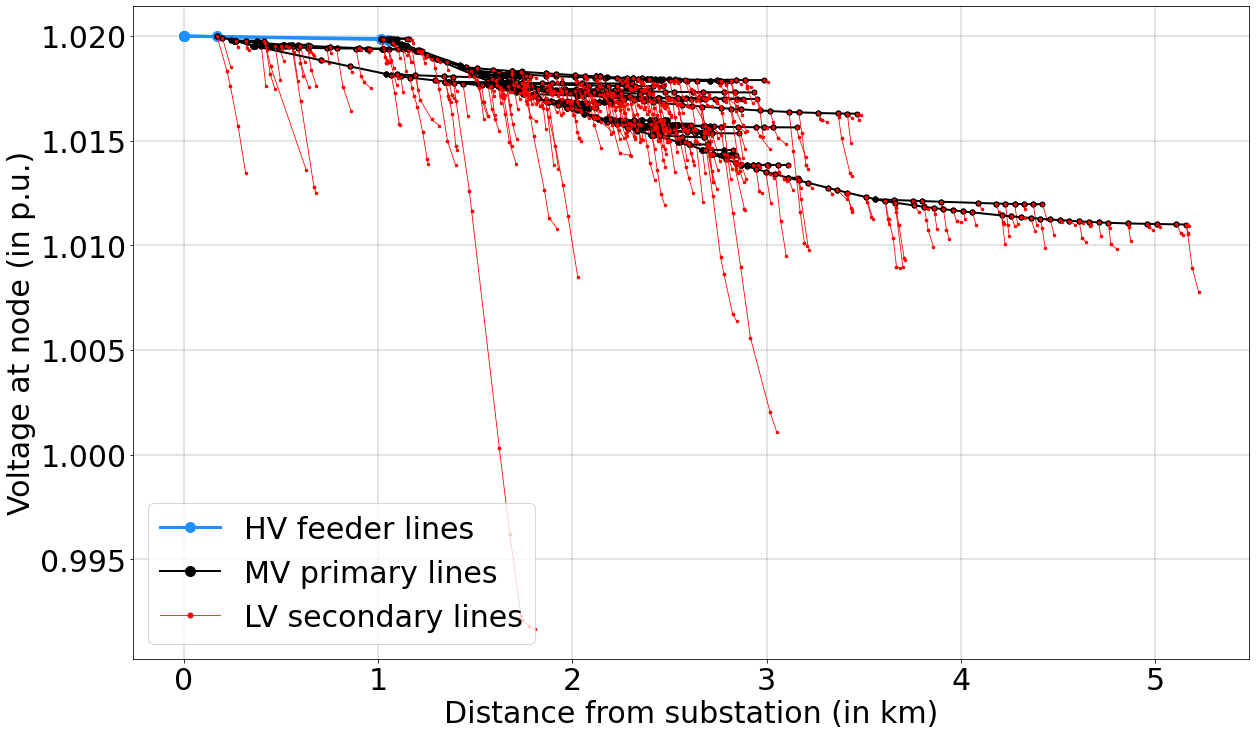 Voltage at node (in p.u.)
1.020
1.015
1.010
1.005
1.000
0.995
HV feeder lines
MV primary lines
LV secondary lines
0 1 2 3 4 5
Distance from substation (in km)